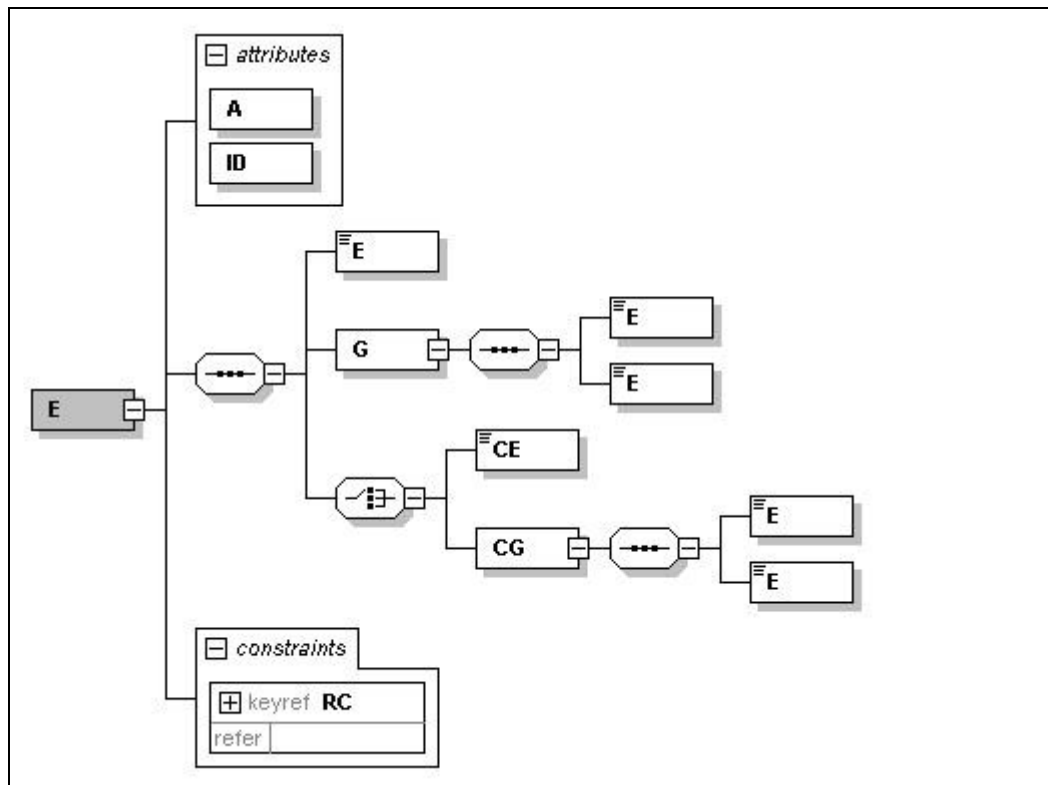 attributes
A
ID
E
E
G
E
E
CE
E
CG
E
constraints
keyref RC
refer